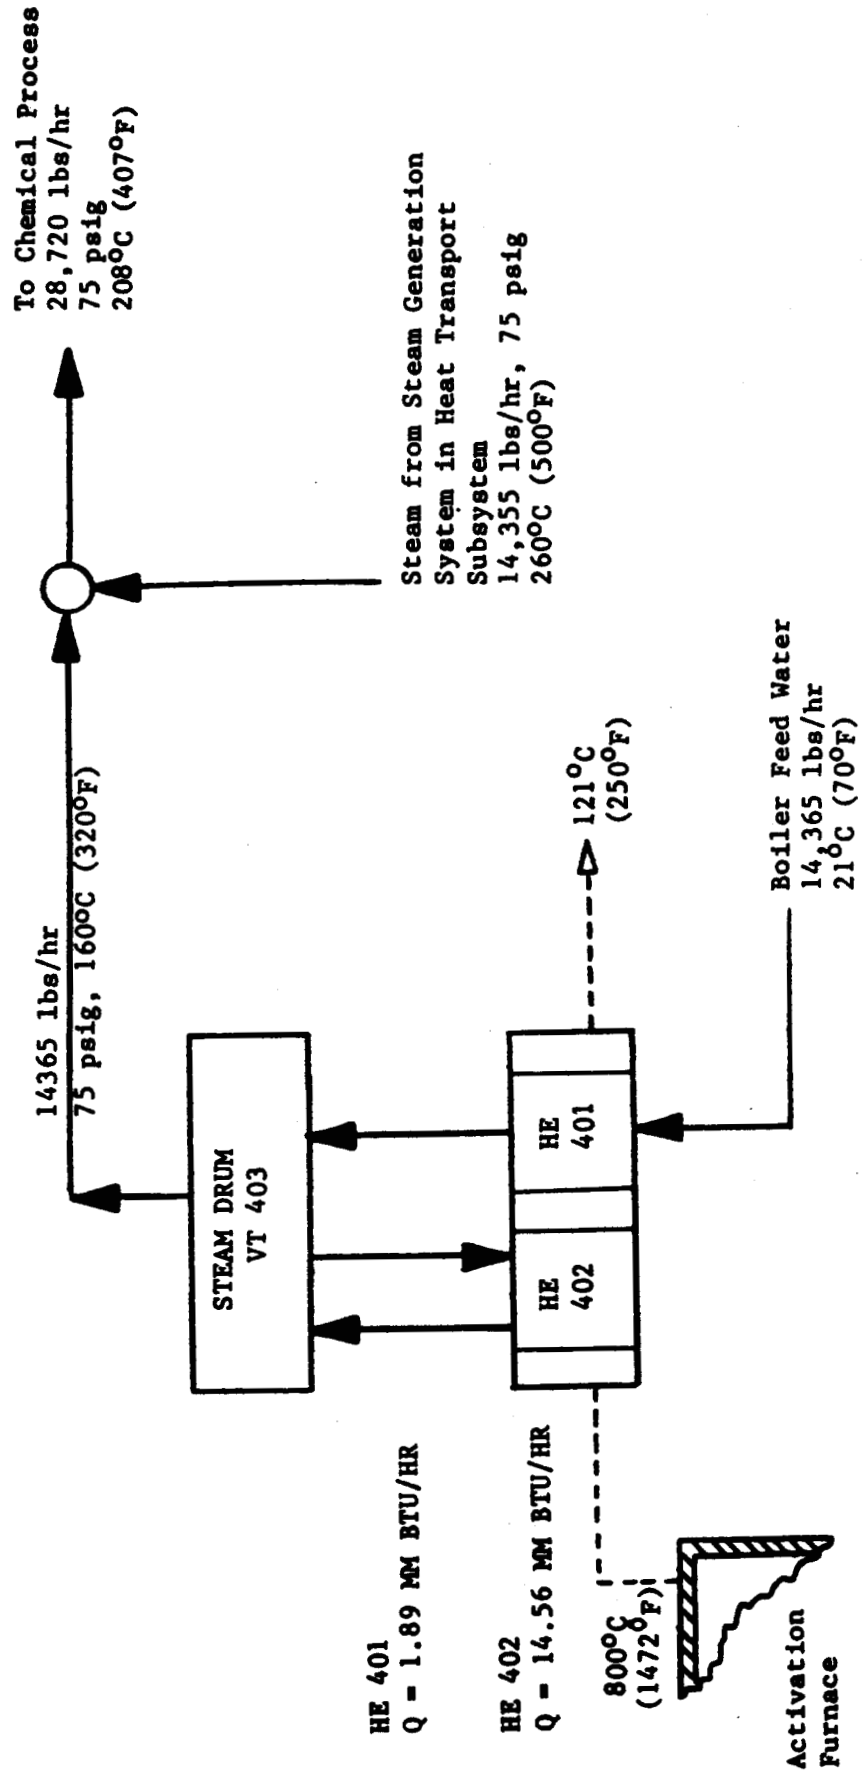 To Chemical Process
28,720 lbs/hr
75 psig
208°C (407°F)
14365 lbs/hr
75 psig, 160°C (320°F)
Steam from Steam Generation
System in Heat Transport
Subsystem
14,355 lbs/hr, 75 psig
260°C (500°F)
STEAM DRUM
VT 403
HE
402
HE
401
121°C
(250°F)
Boiler Feed Water
14,365 lbs/hr
21°C (70°F)
HE 401
Q = 1.89 MM BTU/HR
HE 402
Q = 14.56 MM BTU/HR
800°C
(1472°F)
Activation
Furnace